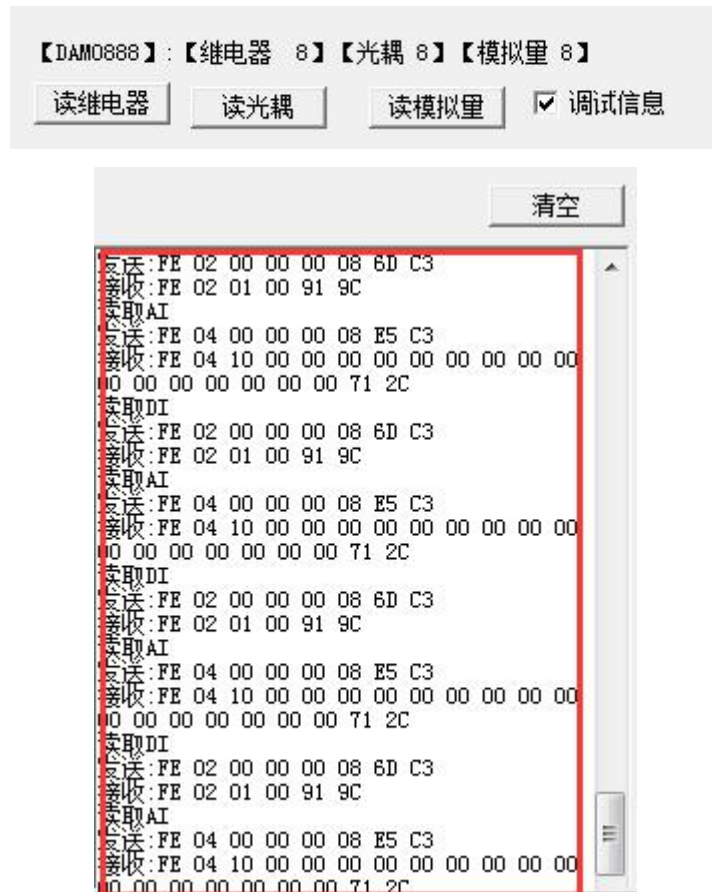 【DAM0888】:【继电器 8】【光耦 8】【模拟量 8】
读继电器 读光耦 读模拟量 调试信息
清空
发送:FE 02 00 00 00 08 6D C3
接收:FE 02 01 00 91 9C
读取AI
发送:FE 04 00 00 00 08 E5 C3
接收:FE 04 10 00 00 00 00 00 00 00 00 00
00 00 00 00 00 00 00 71 2C
读取DI
发送:FE 02 00 00 00 08 6D C3
接收:FE 02 01 00 91 9C
读取AI
发送:FE 04 00 00 00 08 E5 C3
接收:FE 04 10 00 00 00 00 00 00 00 00 00
00 00 00 00 00 00 00 71 2C
读取DI
发送:FE 02 00 00 00 08 6D C3
接收:FE 02 01 00 91 9C
读取AI
发送:FE 04 00 00 00 08 E5 C3
接收:FE 04 10 00 00 00 00 00 00 00 00 00
00 00 00 00 00 00 00 71 2C
读取DI
发送:FE 02 00 00 00 08 6D C3
接收:FE 02 01 00 91 9C
读取AI
发送:FE 04 00 00 00 08 E5 C3
接收:FE 04 10 00 00 00 00 00 00 00 00 00
00 00 00 00 00 00 00 71 2C